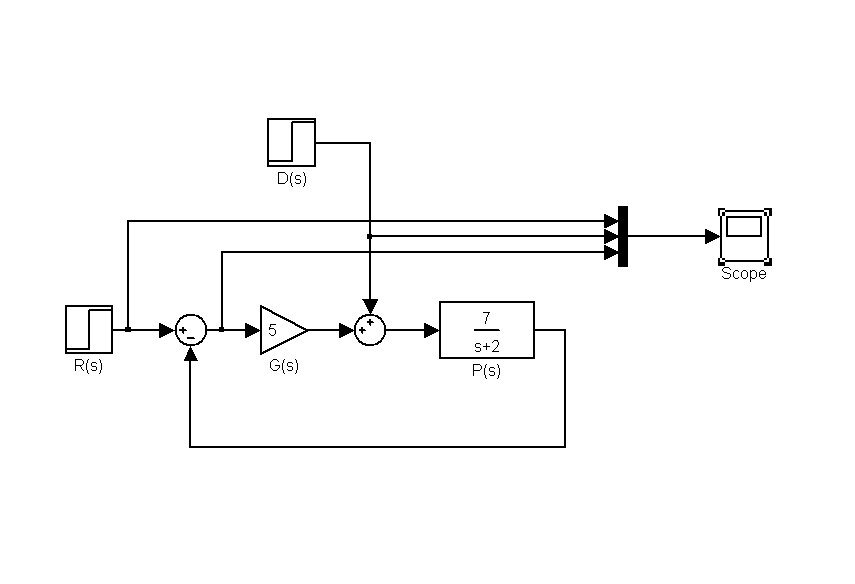 D(s)
Scope
R(s)
+
−
5
G(s)
+
+
7
s+2
P(s)